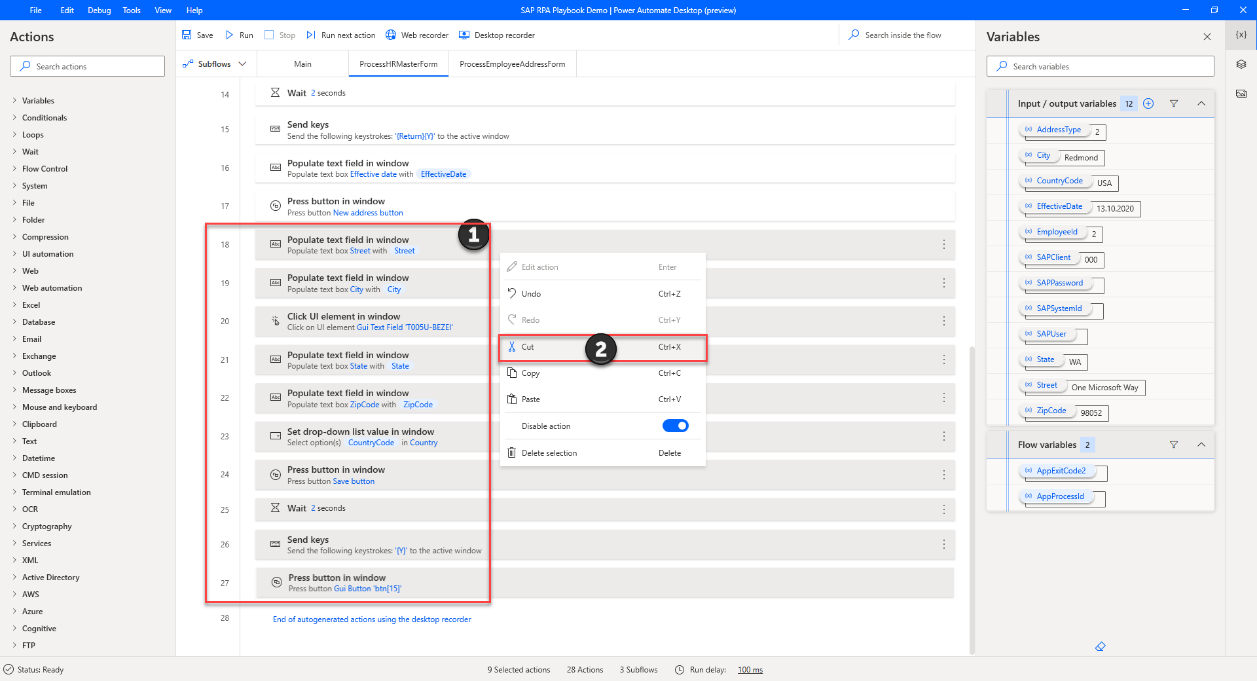 File Edit Debug Tools View Help
SAP RPA Playbook Demo | Power Automate Desktop (preview)
Actions
Search actions
Variables
Conditionals
Loops
Wait
Flow Control
System
File
Folder
Compression
UI automation
Web
Web automation
Excel
Database
Email
Exchange
Outlook
Message boxes
Mouse and keyboard
Clipboard
Text
Datetime
CMD session
Terminal emulation
OCR
Cryptography
Services
XML
Active Directory
AWS
Azure
Cognitive
FTP
Save Run Stop Run next action Web recorder Desktop recorder
Search inside the flow
Subflows Main ProcessHRMasterForm ProcessEmployeeAddressForm
14 Wait 2 seconds
15 Send keys
Send the following keystrokes: '{Return}{Y}' to the active window
16 Populate text field in window
Populate text box Effective date with EffectiveDate
17 Press button in window
Press button New address button
1
18 Populate text field in window
Populate text box Street with Street
19 Populate text field in window
Populate text box City with City
20 Click UI element in window
Click on UI element Gui Text Field 'T005U-BEZEI'
21 Populate text field in window
Populate text box State with State
22 Populate text field in window
Populate text box ZipCode with ZipCode
23 Set drop-down list value in window
Select option(s) CountryCode in Country
24 Press button in window
Press button Save button
25 Wait 2 seconds
26 Send keys
Send the following keystrokes: '{Y}' to the active window
27 Press button in window
Press button Gui Button 'btn[15]'
28 End of autogenerated actions using the desktop recorder
Edit action Enter
Undo Ctrl+Z
Redo Ctrl+Y
Cut 2 Ctrl+X
Copy Ctrl+C
Paste Ctrl+V
Disable action
Delete selection Delete
Variables
{x}
Search variables
Input / output variables 12
(x) AddressType 2
(x) City Redmond
(x) CountryCode USA
(x) EffectiveDate 13.10.2020
(x) EmployeeId 2
(x) SAPClient 000
(x) SAPPassword
(x) SAPSystemId
(x) SAPUser
(x) State WA
(x) Street One Microsoft Way
(x) ZipCode 98052
Flow variables 2
(x) AppExitCode2
(x) AppProcessId
Status: Ready 9 Selected actions 28 Actions 3 Subflows Run delay: 100 ms